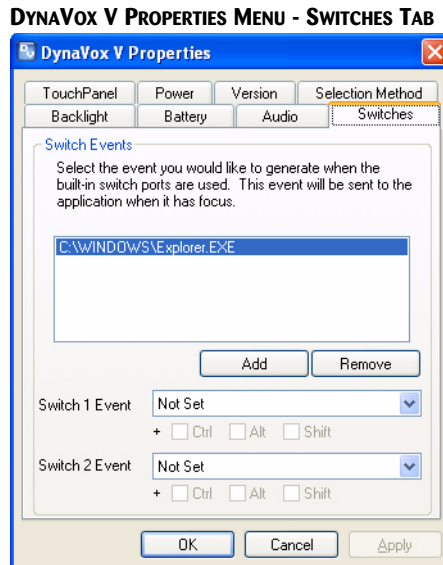 DYNAVOX V PROPERTIES MENU - SWITCHES TAB
DynaVox V Properties
TouchPanel Power Version Selection Method
Backlight Battery Audio Switches
Switch Events
Select the event you would like to generate when the
built-in switch ports are used. This event will be sent to the
application when it has focus.
C:\WINDOWS\Explorer.EXE
Add Remove
Switch 1 Event Not Set
+ Ctrl Alt Shift
Switch 2 Event Not Set
+ Ctrl Alt Shift
OK Cancel Apply